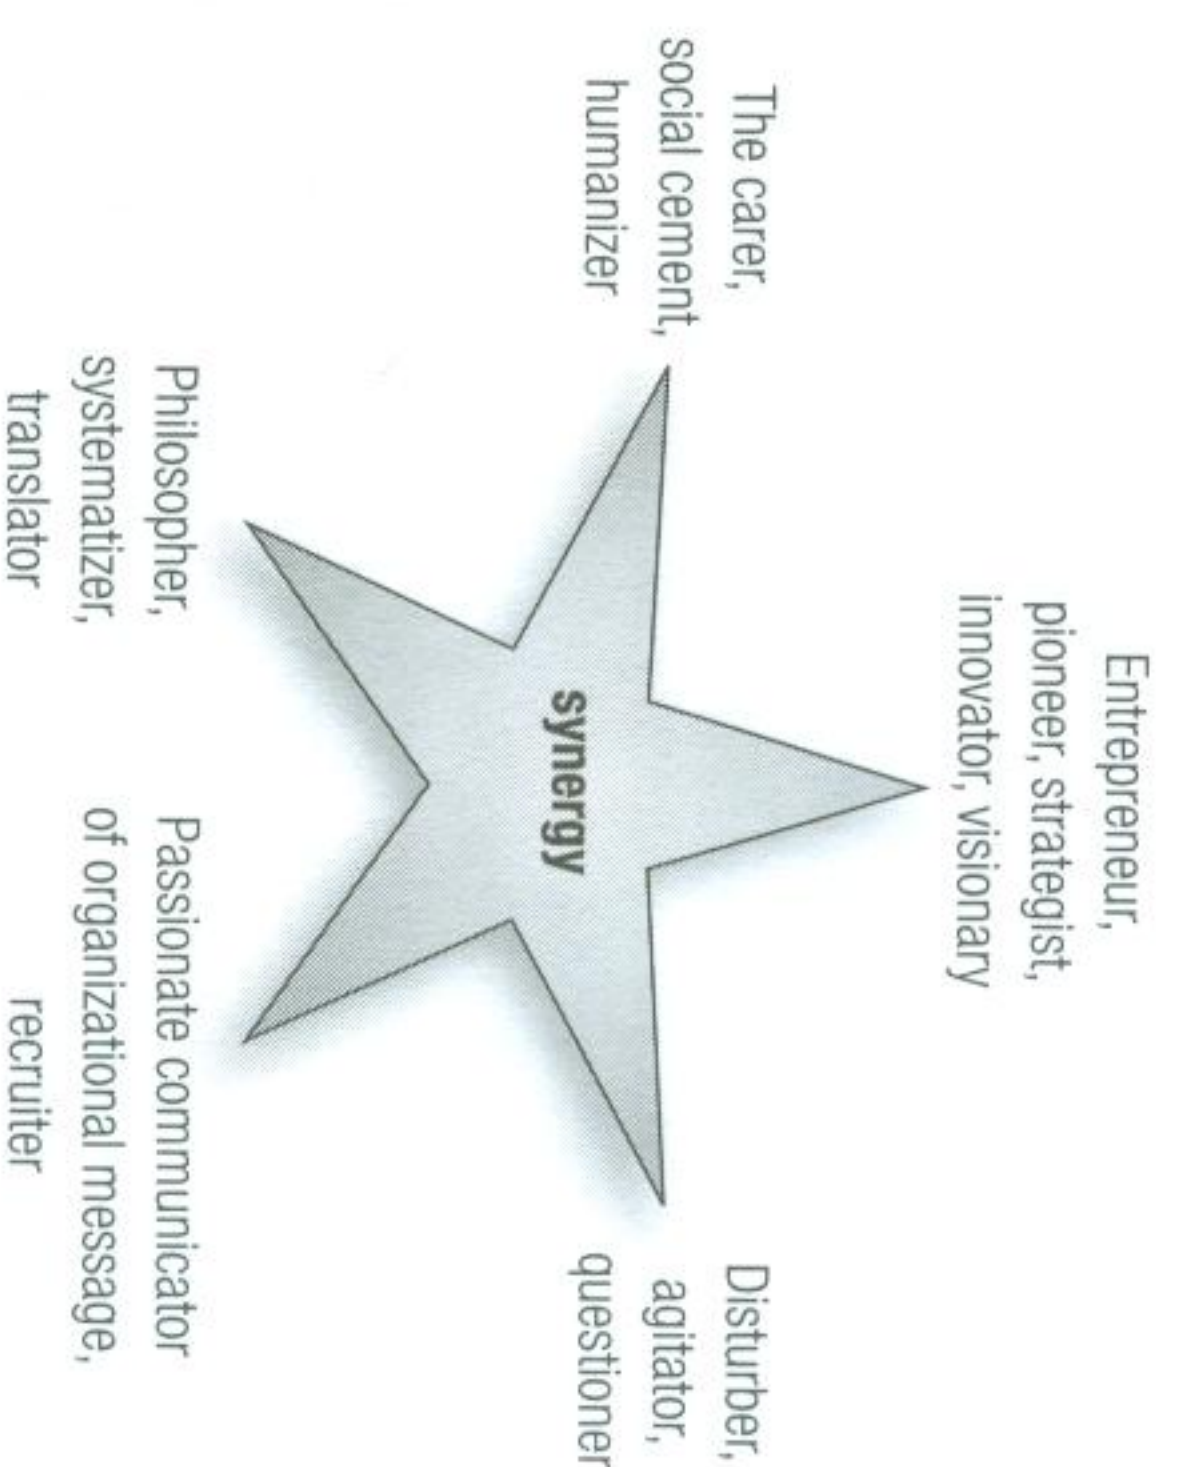 Entrepreneur,
pioneer, strategist,
innovator, visionary
The carer,
social cement,
humanizer
Disturber,
agitator,
questioner
synergy
Philosopher,
systematizer,
translator
Passionate communicator
of organizational message,
recruiter